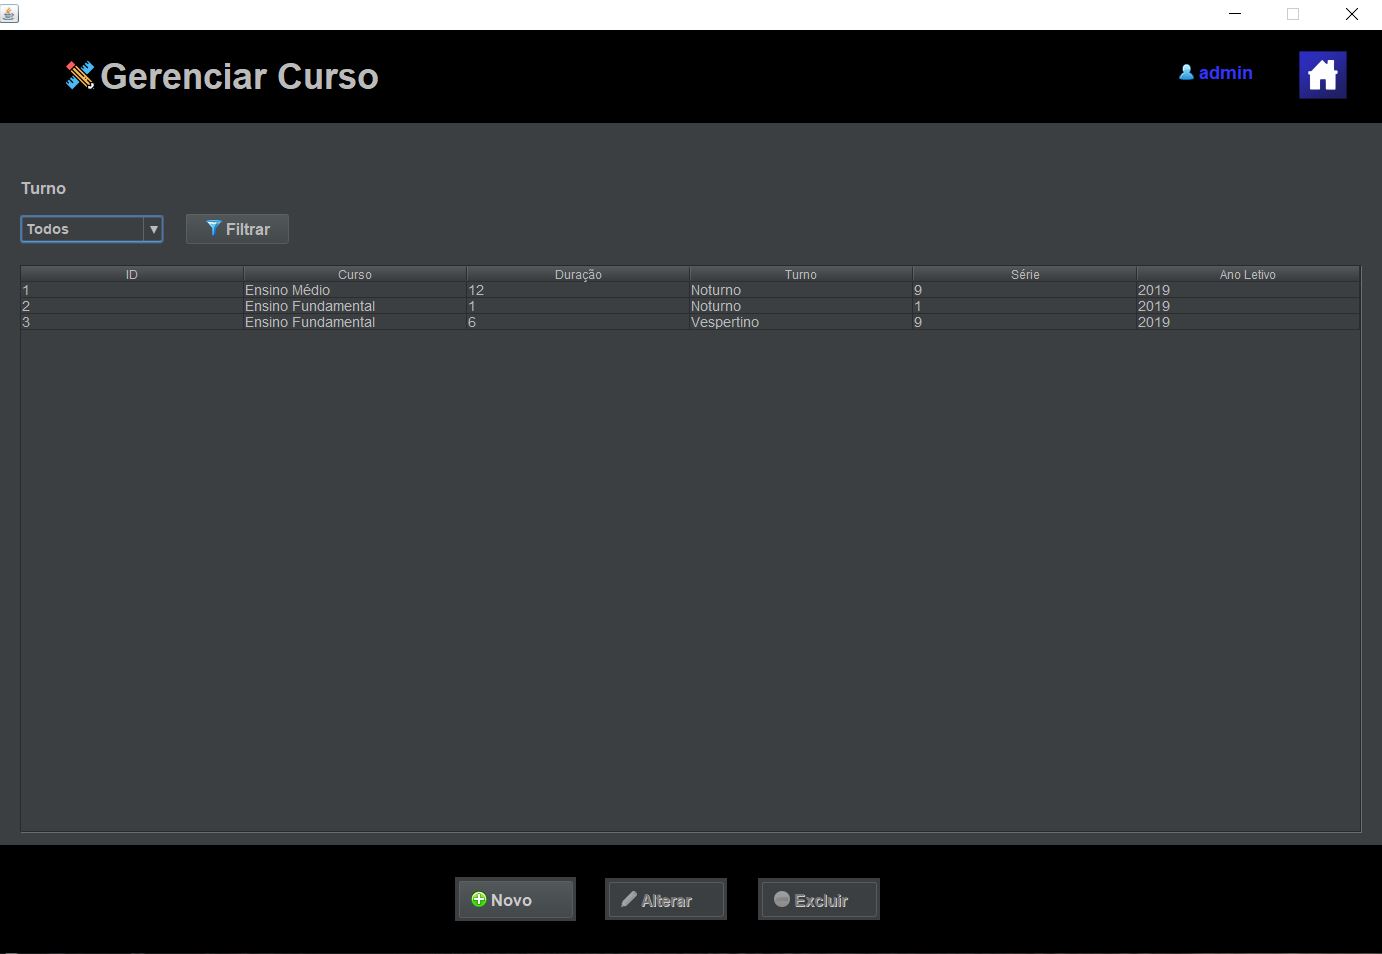 Gerenciar Curso
admin
Turno
Todos
Filtrar
ID Curso Duração Turno Série Ano Letivo
1 Ensino Médio 12 Noturno 9 2019
2 Ensino Fundamental 1 Noturno 1 2019
3 Ensino Fundamental 6 Vespertino 9 2019
Novo Alterar Excluir